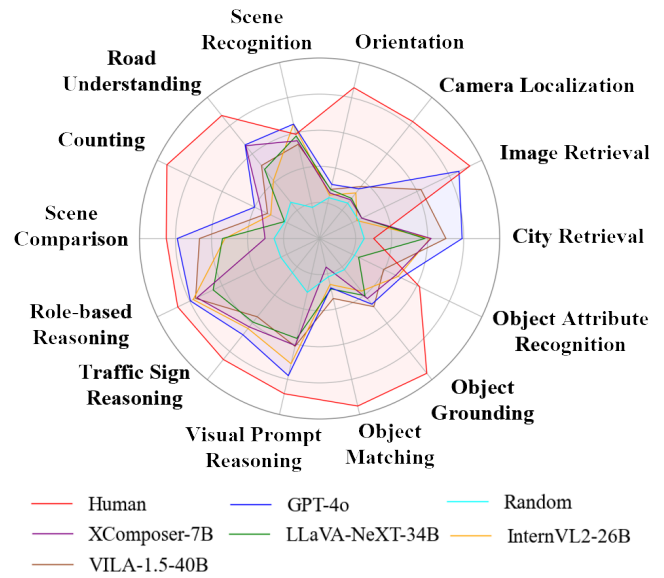 Scene
Recognition
Orientation
Road
Understanding
Camera Localization
Counting
Image Retrieval
Scene
Comparison
City Retrieval
Role-based
Reasoning
Object Attribute
Recognition
Traffic Sign
Reasoning
Object
Grounding
Visual Prompt
Reasoning
Object
Matching
Human
GPT-4o
Random
XComposer-7B
LLaVA-NeXT-34B
InternVL2-26B
VILA-1.5-40B